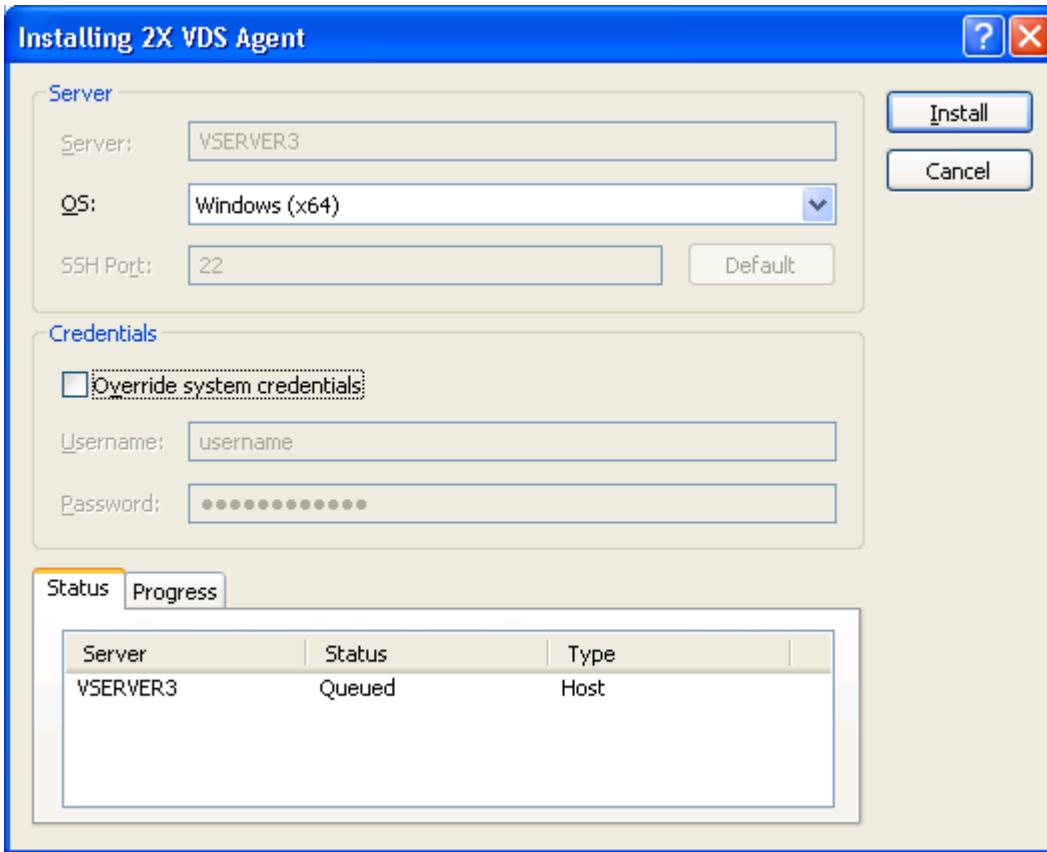 Installing 2X VDS Agent
?
Server
Server: VSERVER3
Install
OS: Windows (x64)
Cancel
SSH Port: 22 Default
Credentials
Override system credentials
Username: username
Password: ●●●●●●●●●●●●
Status Progress
Server Status Type
VSERVER3 Queued Host